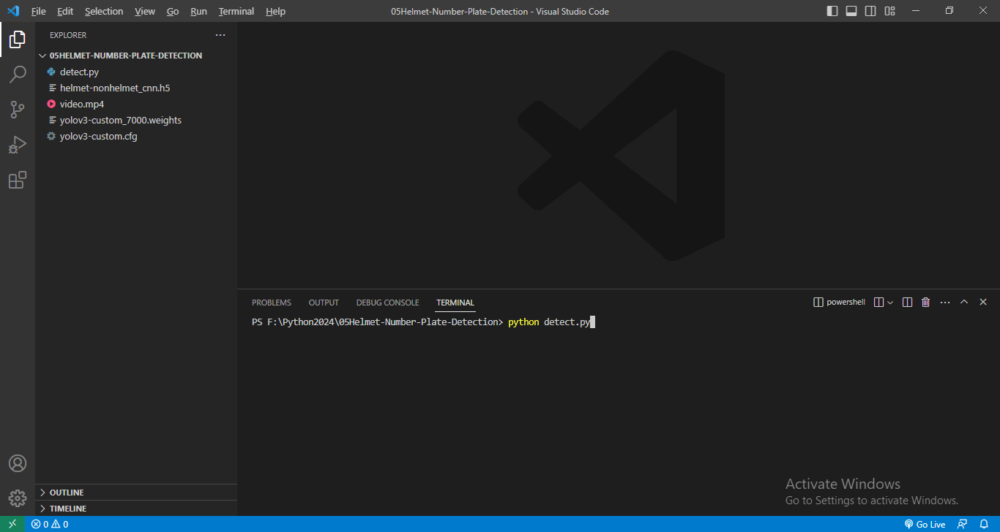 File Edit Selection View Go Run Terminal Help 05Helmet-Number-Plate-Detection - Visual Studio Code
EXPLORER
05HELMET-NUMBER-PLATE-DETECTION
detect.py
helmet-nonhelmet_cnn.h5
video.mp4
yolov3-custom_7000.weights
yolov3-custom.cfg
PROBLEMS OUTPUT DEBUG CONSOLE TERMINAL powershell
PS F:\Python2024\05Helmet-Number-Plate-Detection> python detect.py
OUTLINE
TIMELINE
Activate Windows
Go to Settings to activate Windows.
0 0 Go Live